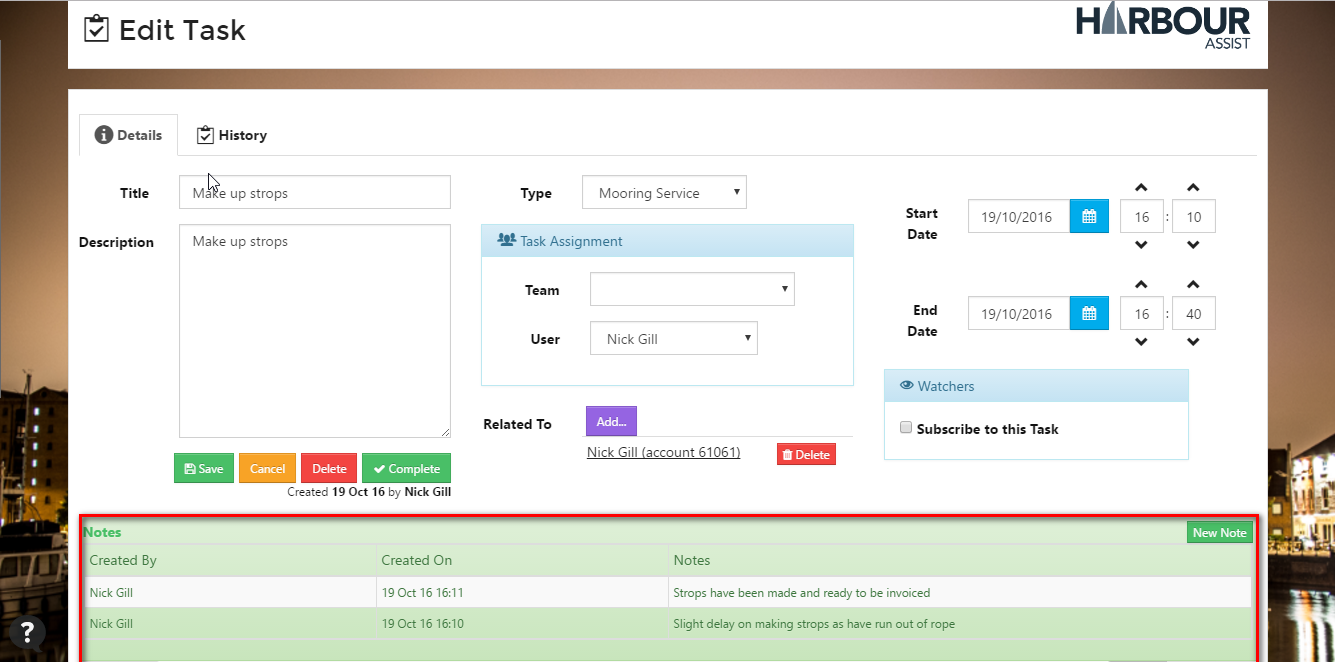 Edit Task
HARBOUR
ASSIST
Details
History
Title
Make up strops
Type
Mooring Service
Start
Date
19/10/2016
16 : 10
Description
Make up strops
Task Assignment
Team
User
Nick Gill
End
Date
19/10/2016
16 : 40
Watchers
Subscribe to this Task
Related To
Add...
Nick Gill (account 61061)
Delete
Save Cancel Delete Complete
Created 19 Oct 16 by Nick Gill
Notes
New Note
Created By Created On Notes
Nick Gill 19 Oct 16 16:11 Strops have been made and ready to be invoiced
Nick Gill 19 Oct 16 16:10 Slight delay on making strops as have run out of rope
?